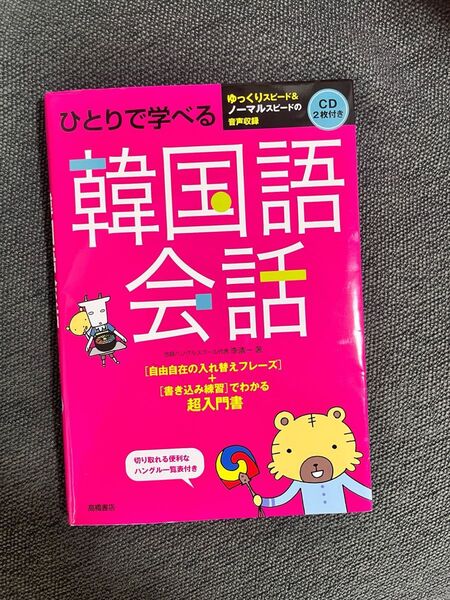 ひとりで学べる
ゆっくりスピード&
ノーマルスピードの
音声収録
CD
2枚付き
韓国語
会話
李清一 著
[自由自在の入れ替えフレーズ]
+
[書き込み練習]でわかる
超入門書
切り取れる便利な
ハングル一覧表付き
高橋書店